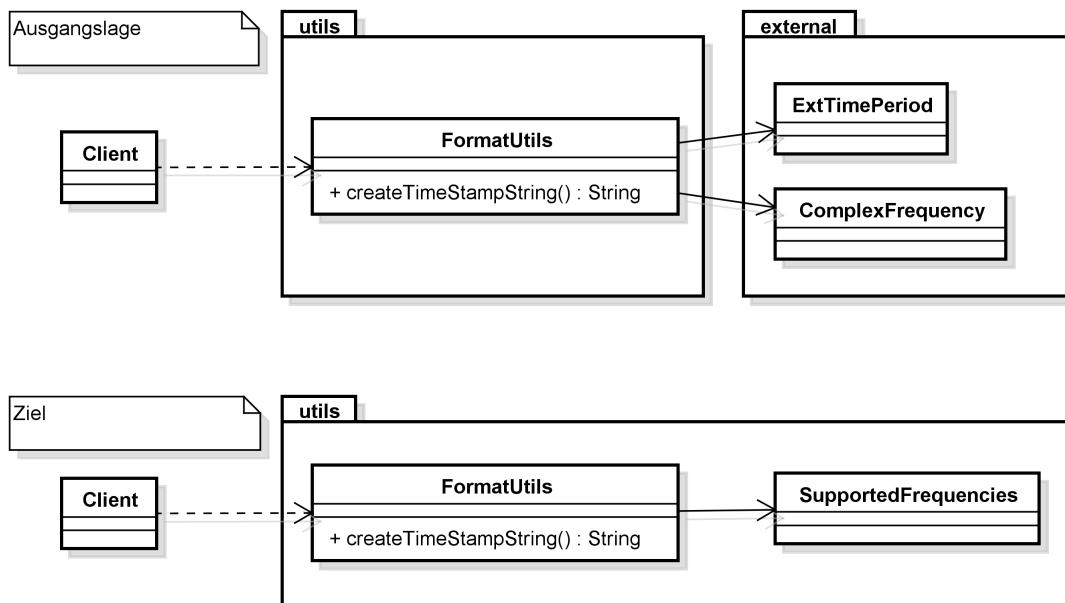 Ausgangslage
utils
external
Client
FormatUtils
+ createTimeStampString() : String
ExtTimePeriod
ComplexFrequency
Ziel
utils
Client
FormatUtils
+ createTimeStampString() : String
SupportedFrequencies